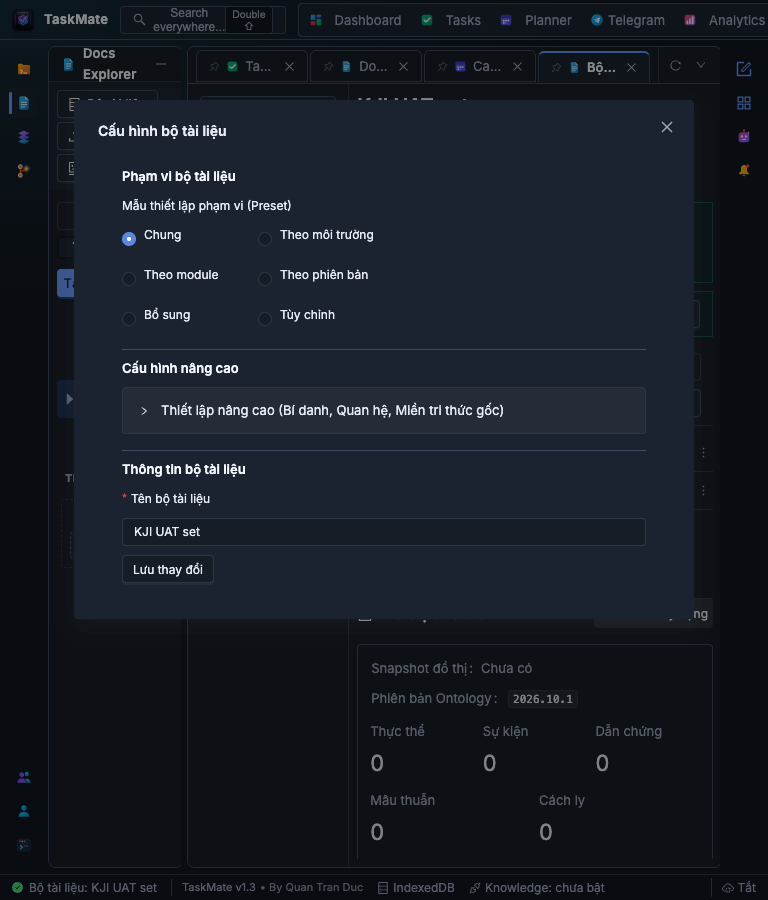 TaskMate
Search everywhere...
Double ⇧
Dashboard
Tasks
Planner
Telegram
Analytics
Docs Explorer
Ta...
Do...
Ca...
Bộ...
Cấu hình bộ tài liệu
Phạm vi bộ tài liệu
Mẫu thiết lập phạm vi (Preset)
Chung
Theo môi trường
Theo module
Theo phiên bản
Bổ sung
Tùy chỉnh
Cấu hình nâng cao
Thiết lập nâng cao (Bí danh, Quan hệ, Miền tri thức gốc)
Thông tin bộ tài liệu
* Tên bộ tài liệu
KJI UAT set
Lưu thay đổi
Snapshot đồ thị: Chưa có
Phiên bản Ontology: 2026.10.1
Thực thể
Sự kiện
Dẫn chứng
0
0
0
Mâu thuẫn
Cách ly
0
0
Bộ tài liệu: KJI UAT set
TaskMate v1.3 • By Quan Tran Duc
IndexedDB
Knowledge: chưa bật
Tắt